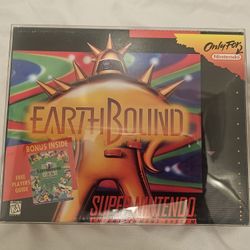 Only For
Nintendo
EARTHBOUND
BONUS INSIDE
FREE
PLAYER'S
GUIDE
SUPER NINTENDO